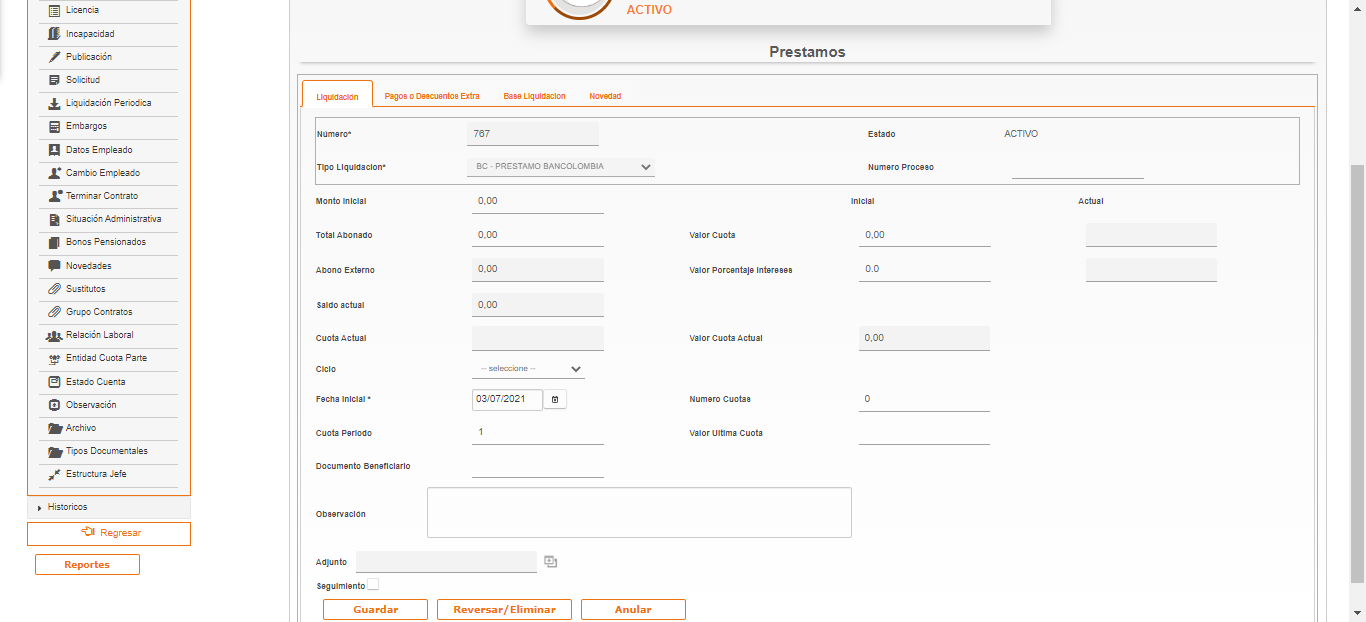 Licencia
Incapacidad
Publicación
Solicitud
Liquidación Periodica
Embargos
Datos Empleado
Cambio Empleado
Terminar Contrato
Situación Administrativa
Bonos Pensionados
Novedades
Sustitutos
Grupo Contratos
Relación Laboral
Entidad Cuota Parte
Estado Cuenta
Observación
Archivo
Tipos Documentales
Estructura Jefe
Historicos
Regresar
Reportes
ACTIVO
Prestamos
Liquidación Pagos o Descuentos Extra Base Liquidacion Novedad
Número* 767 Estado ACTIVO
Tipo Liquidacion* BC - PRESTAMO BANCOLOMBIA Numero Proceso
Monto Inicial 0,00 Inicial Actual
Total Abonado 0,00 Valor Cuota 0,00
Abono Externo 0,00 Valor Porcentaje Intereses 0.0
Saldo actual 0,00
Cuota Actual Valor Cuota Actual 0,00
Ciclo -- seleccione --
Fecha Inicial * 03/07/2021 Numero Cuotas 0
Cuota Periodo 1 Valor Ultima Cuota
Documento Beneficiario
Observación
Adjunto
Seguimiento
Guardar Reversar/Eliminar Anular